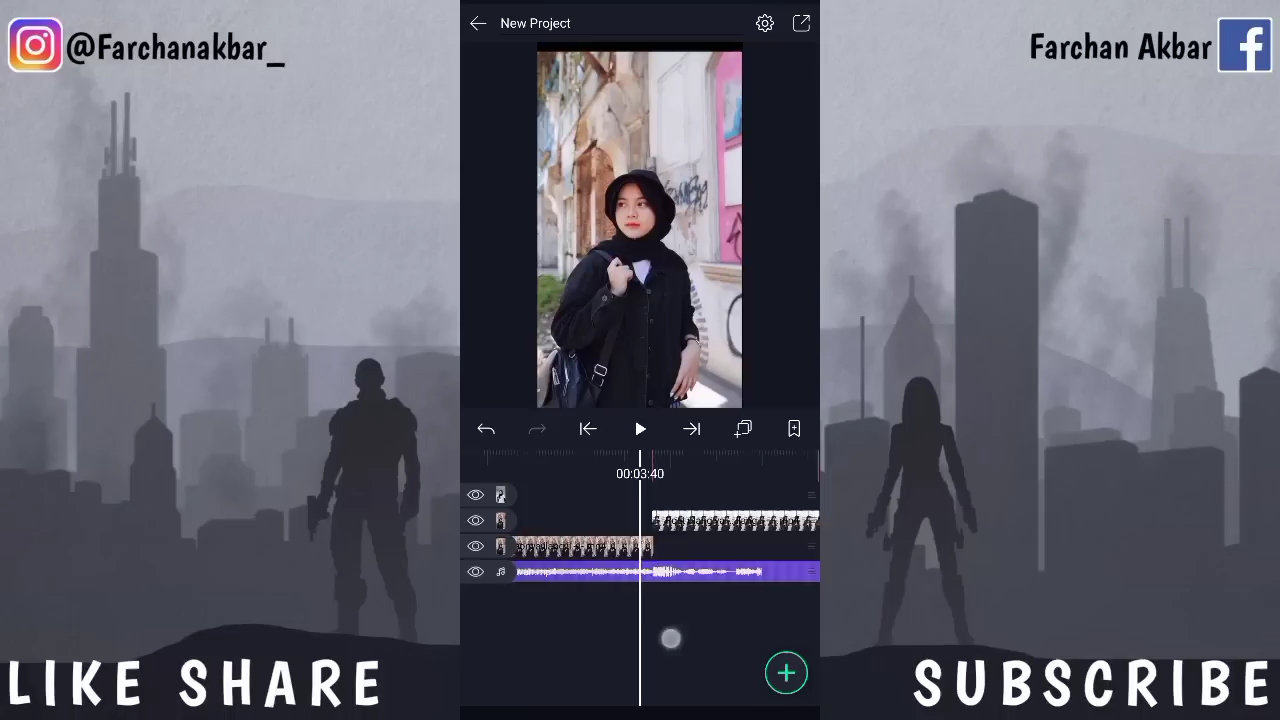 @Farchanakbar_
New Project
Farchan Akbar
00:03:40
LIKE SHARE
SUBSCRIBE